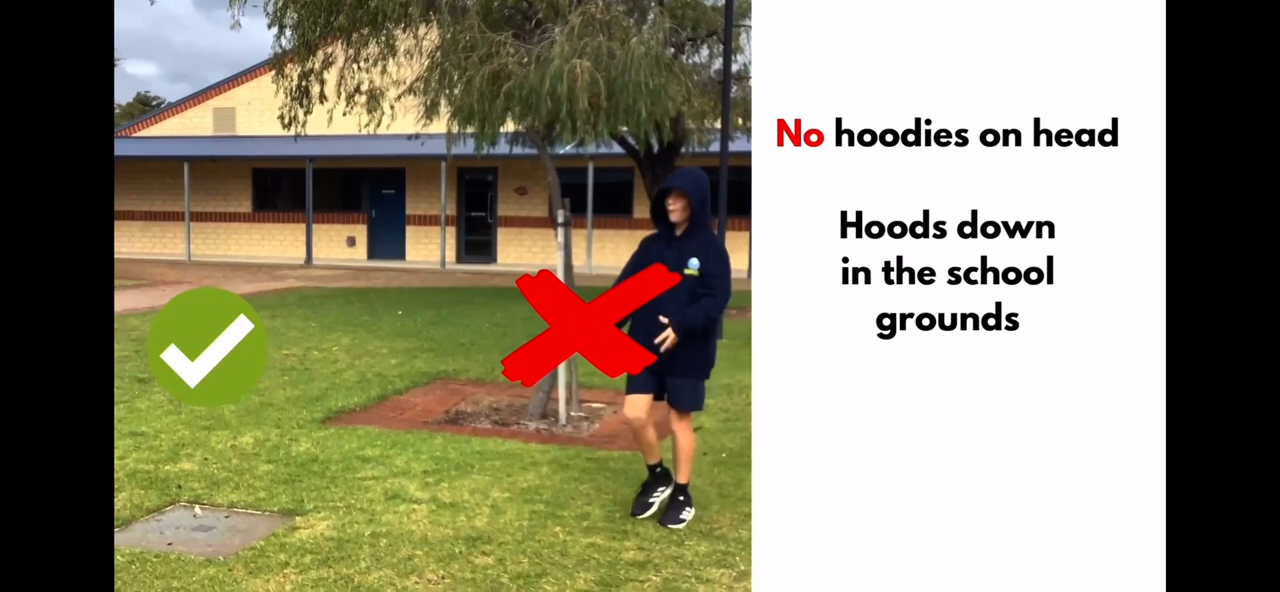 No hoodies on head
Hoods down
in the school
grounds